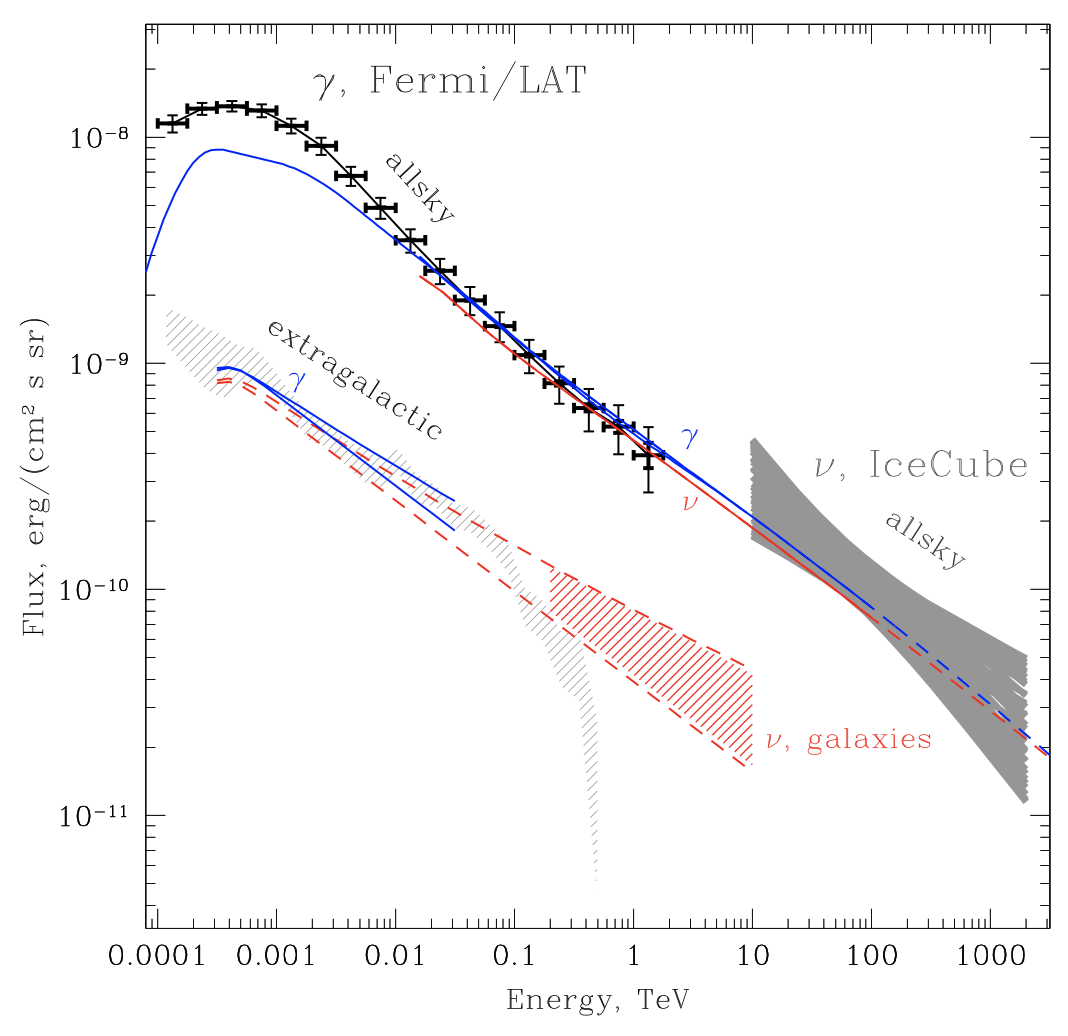 γ, Fermi/LAT
10⁻⁸
allsky
Flux, erg/(cm² s sr)
extragalactic
γ
10⁻⁹
γ
ν
ν, IceCube
allsky
10⁻¹⁰
ν, galaxies
10⁻¹¹
0.0001 0.001 0.01 0.1 1 10 100 1000
Energy, TeV